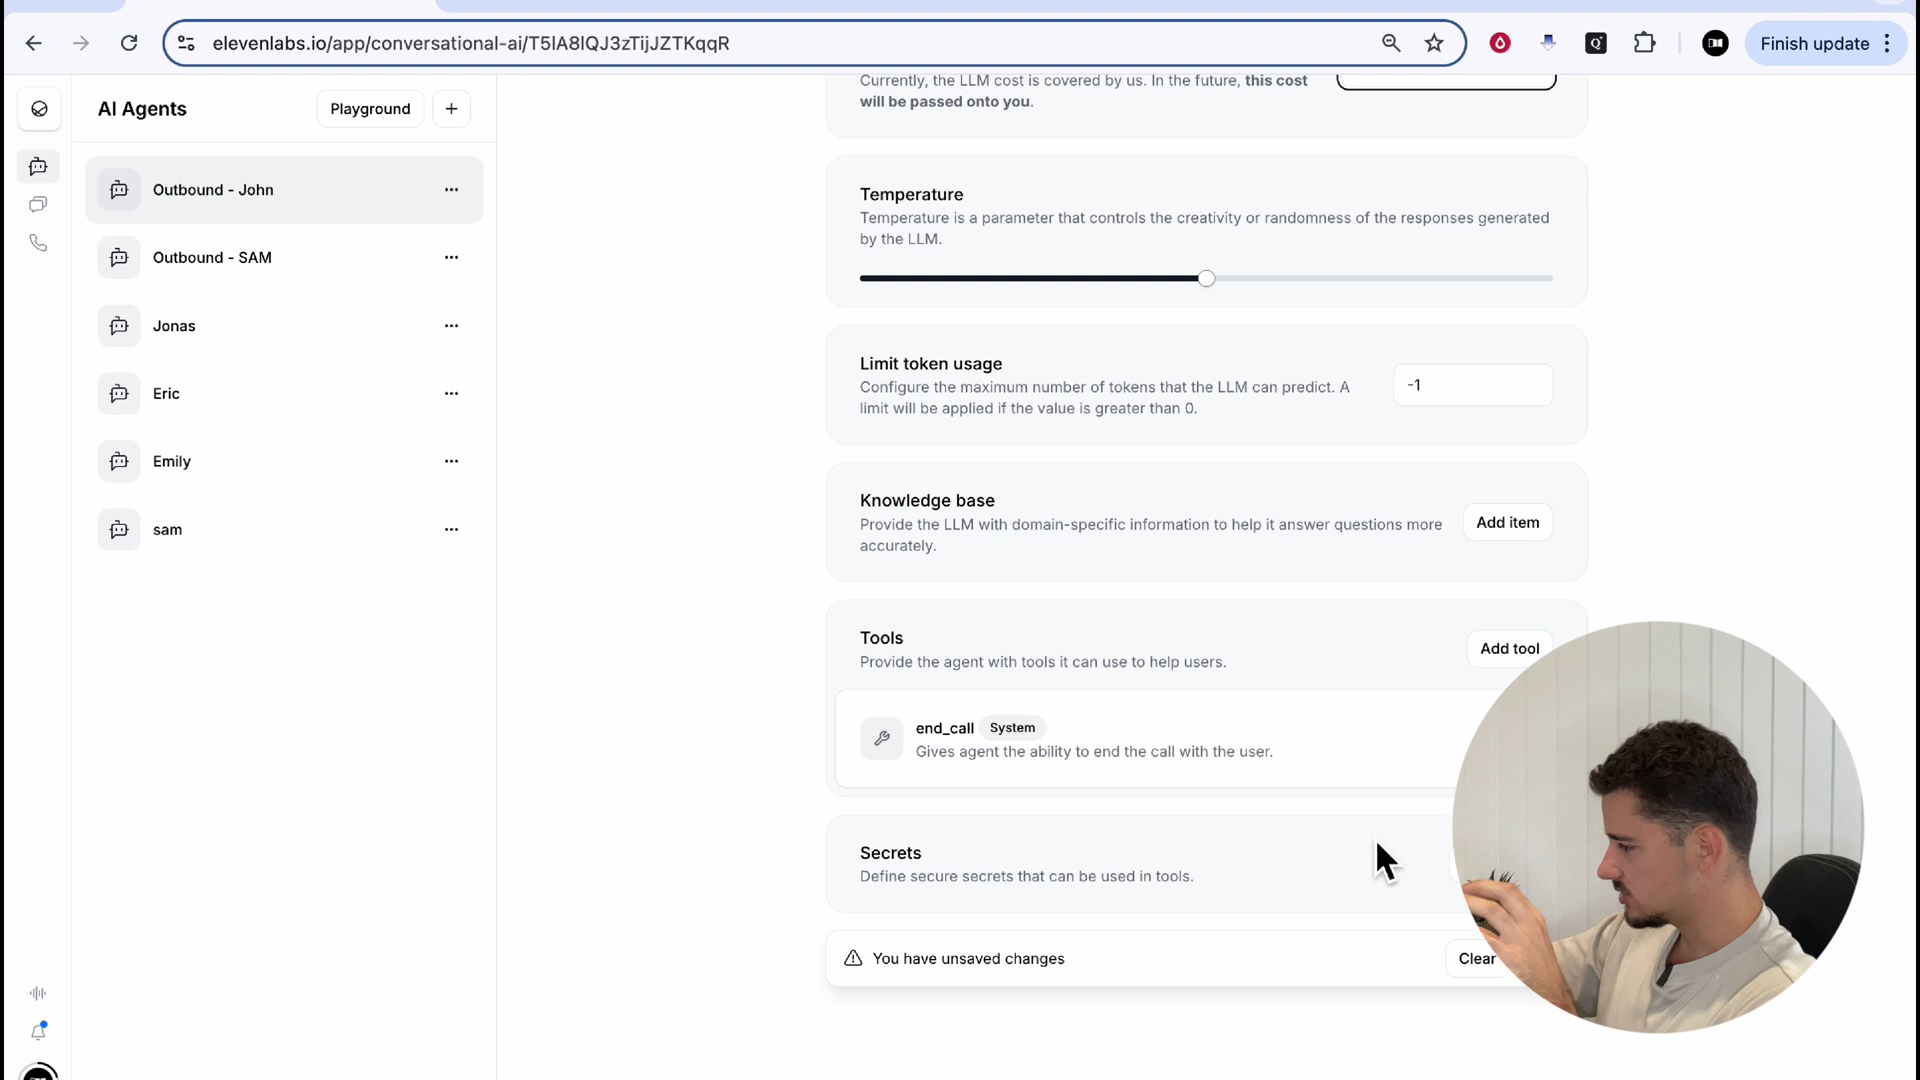 elevenlabs.io/app/conversational-ai/T5lA8lQJ3zTijJZTKqqR
Finish update
AI Agents
Playground
Outbound - John
Outbound - SAM
Jonas
Eric
Emily
sam
Currently, the LLM cost is covered by us. In the future, this cost
will be passed onto you.
Temperature
Temperature is a parameter that controls the creativity or randomness of the responses generated
by the LLM.
Limit token usage
Configure the maximum number of tokens that the LLM can predict. A
limit will be applied if the value is greater than 0.
-1
Knowledge base
Provide the LLM with domain-specific information to help it answer questions more
accurately.
Add item
Tools
Provide the agent with tools it can use to help users.
Add tool
end_call System
Gives agent the ability to end the call with the user.
Secrets
Define secure secrets that can be used in tools.
You have unsaved changes
Clear